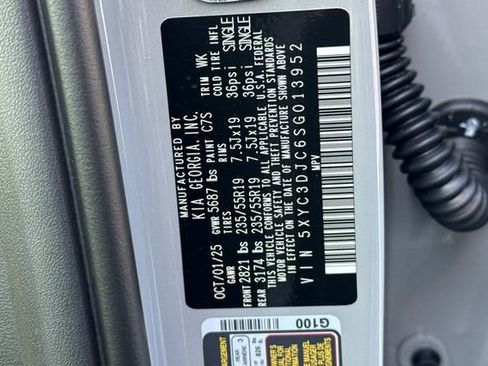 MANUFACTURED BY
KIA GEORGIA, INC.
OCT/01/25 GVWR 5687 lbs PAINT C7S TRIM WK
GAWR TIRES RIMS COLD TIRE INFL
FRONT 2821 lbs 235/55R19 7.5Jx19 36psi SINGLE
REAR 3174 lbs 235/55R19 7.5Jx19 36psi SINGLE
THIS VEHICLE CONFORMS TO ALL APPLICABLE U.S.A. FEDERAL
MOTOR VEHICLE SAFETY AND THEFT PREVENTION STANDARDS
IN EFFECT ON THE DATE OF MANUFACTURE SHOWN ABOVE
VIN 5XYC3DJC6SG013952
MPV
G100
REAR
3